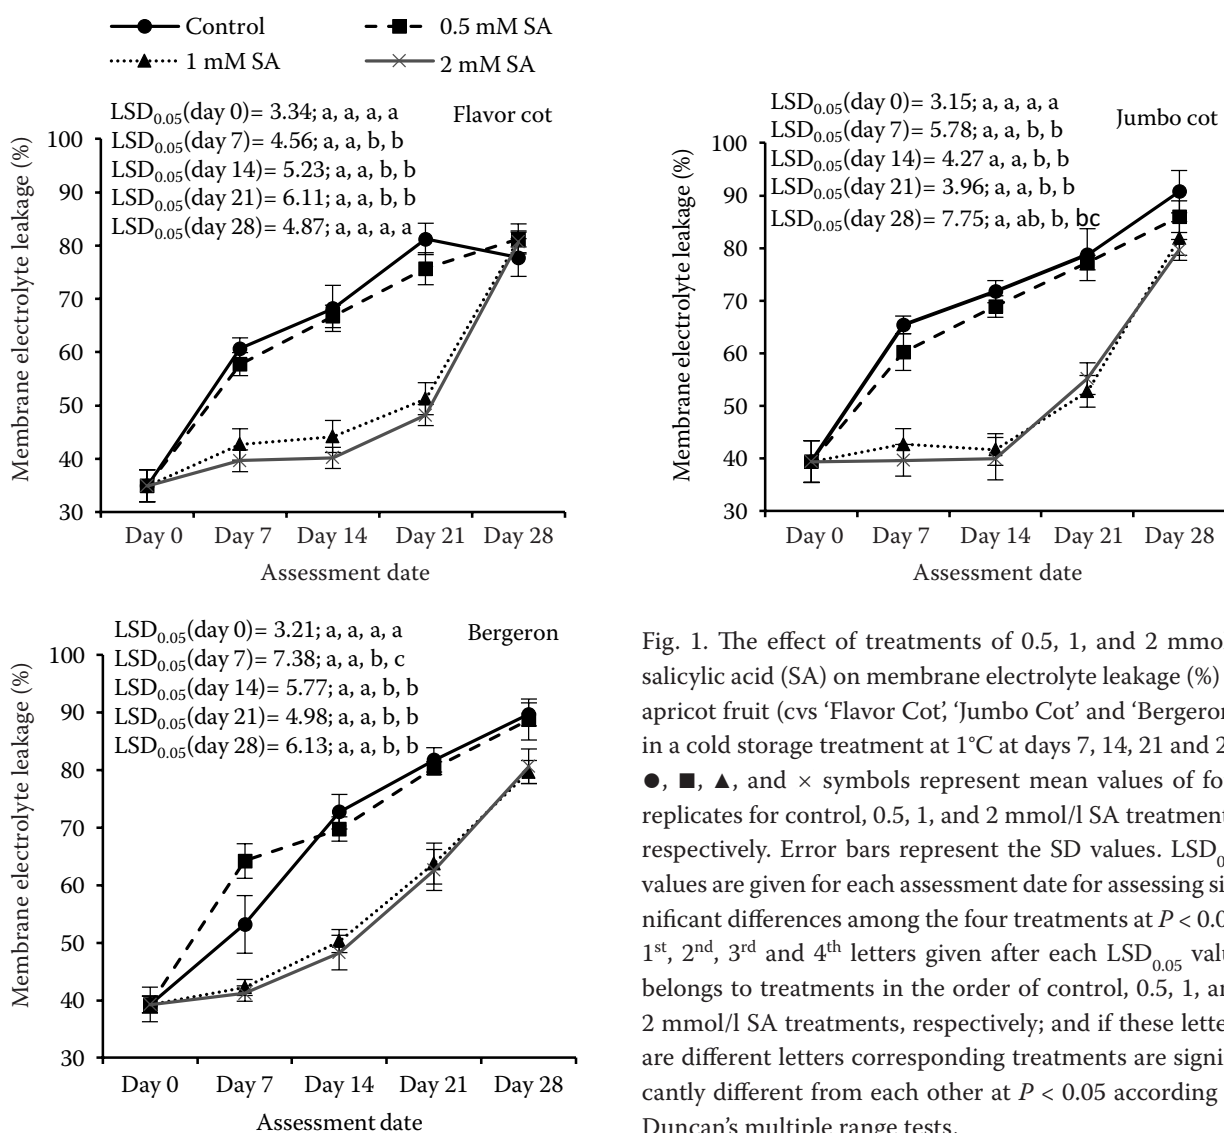 Control
0.5 mM SA
1 mM SA
2 mM SA
LSD0.05(day 0)= 3.34; a, a, a, a
Flavor cot
LSD0.05(day 7)= 4.56; a, a, b, b
LSD0.05(day 14)= 5.23; a, a, b, b
LSD0.05(day 21)= 6.11; a, a, b, b
LSD0.05(day 28)= 4.87; a, a, a, a
Membrane electrolyte leakage (%)
100
90
80
70
60
50
40
30
Day 0 Day 7 Day 14 Day 21 Day 28
Assessment date
LSD0.05(day 0)= 3.15; a, a, a, a
Jumbo cot
LSD0.05(day 7)= 5.78; a, a, b, b
LSD0.05(day 14)= 4.27 a, a, b, b
LSD0.05(day 21)= 3.96; a, a, b, b
LSD0.05(day 28)= 7.75; a, ab, b, bc
Membrane electrolyte leakage (%)
100
90
80
70
60
50
40
30
Day 0 Day 7 Day 14 Day 21 Day 28
Assessment date
LSD0.05(day 0)= 3.21; a, a, a, a
Bergeron
LSD0.05(day 7)= 7.38; a, a, b, c
LSD0.05(day 14)= 5.77; a, a, b, b
LSD0.05(day 21)= 4.98; a, a, b, b
LSD0.05(day 28)= 6.13; a, a, b, b
Membrane electrolyte leakage (%)
100
90
80
70
60
50
40
30
Day 0 Day 7 Day 14 Day 21 Day 28
Assessment date
Fig. 1. The effect of treatments of 0.5, 1, and 2 mmo
salicylic acid (SA) on membrane electrolyte leakage (%)
apricot fruit (cvs ‘Flavor Cot’, ‘Jumbo Cot’ and ‘Bergeron
in a cold storage treatment at 1°C at days 7, 14, 21 and 2
●, ■, ▲, and × symbols represent mean values of fo
replicates for control, 0.5, 1, and 2 mmol/l SA treatment
respectively. Error bars represent the SD values. LSD0
values are given for each assessment date for assessing si
nificant differences among the four treatments at P < 0.0
1st, 2nd, 3rd and 4th letters given after each LSD0.05 valu
belongs to treatments in the order of control, 0.5, 1, an
2 mmol/l SA treatments, respectively; and if these lette
are different letters corresponding treatments are signi
cantly different from each other at P < 0.05 according
Duncan’s multiple range tests.